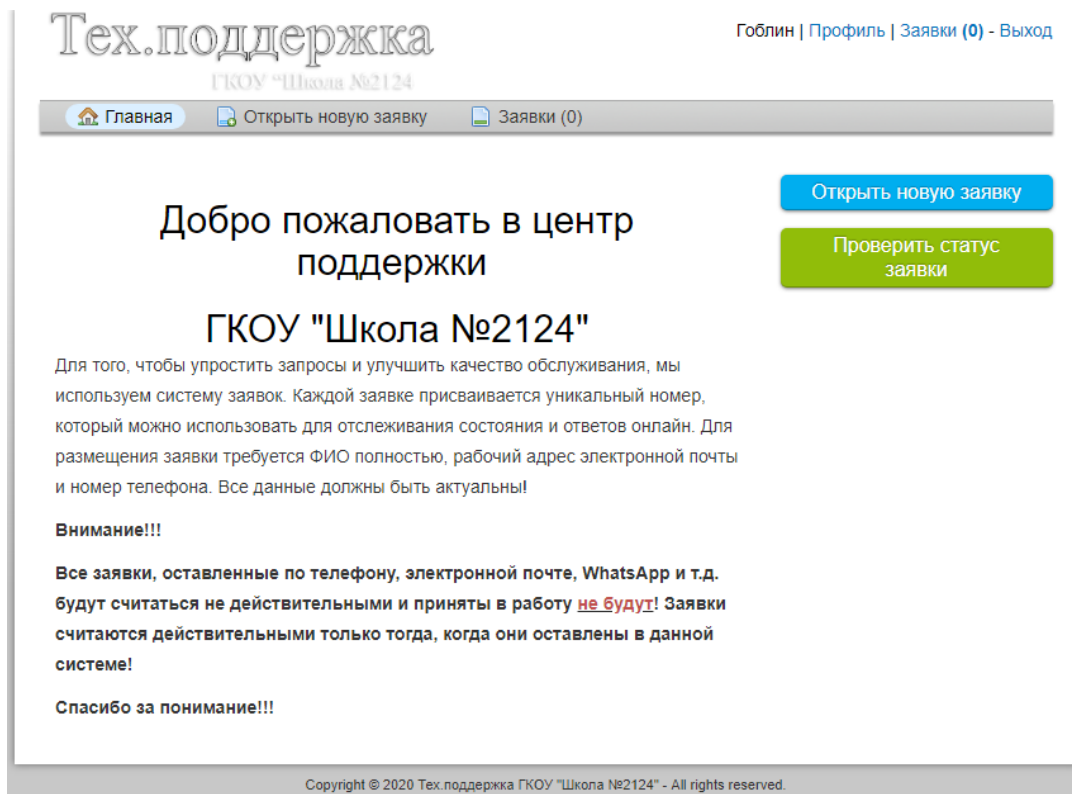 Тех.поддержка
ГКОУ "Школа №2124
Гоблин | Профиль | Заявки (0) - Выход
Главная
Открыть новую заявку
Заявки (0)
Открыть новую заявку
Проверить статус
заявки
Добро пожаловать в центр
поддержки
ГКОУ "Школа №2124"
Для того, чтобы упростить запросы и улучшить качество обслуживания, мы
используем систему заявок. Каждой заявке присваивается уникальный номер,
который можно использовать для отслеживания состояния и ответов онлайн. Для
размещения заявки требуется ФИО полностью, рабочий адрес электронной почты
и номер телефона. Все данные должны быть актуальны!
Внимание!!!
Все заявки, оставленные по телефону, электронной почте, WhatsApp и т.д.
будут считаться не действительными и приняты в работу не будут! Заявки
считаются действительными только тогда, когда они оставлены в данной
системе!
Спасибо за понимание!!!
Copyright © 2020 Тех.поддержка ГКОУ "Школа №2124" - All rights reserved.